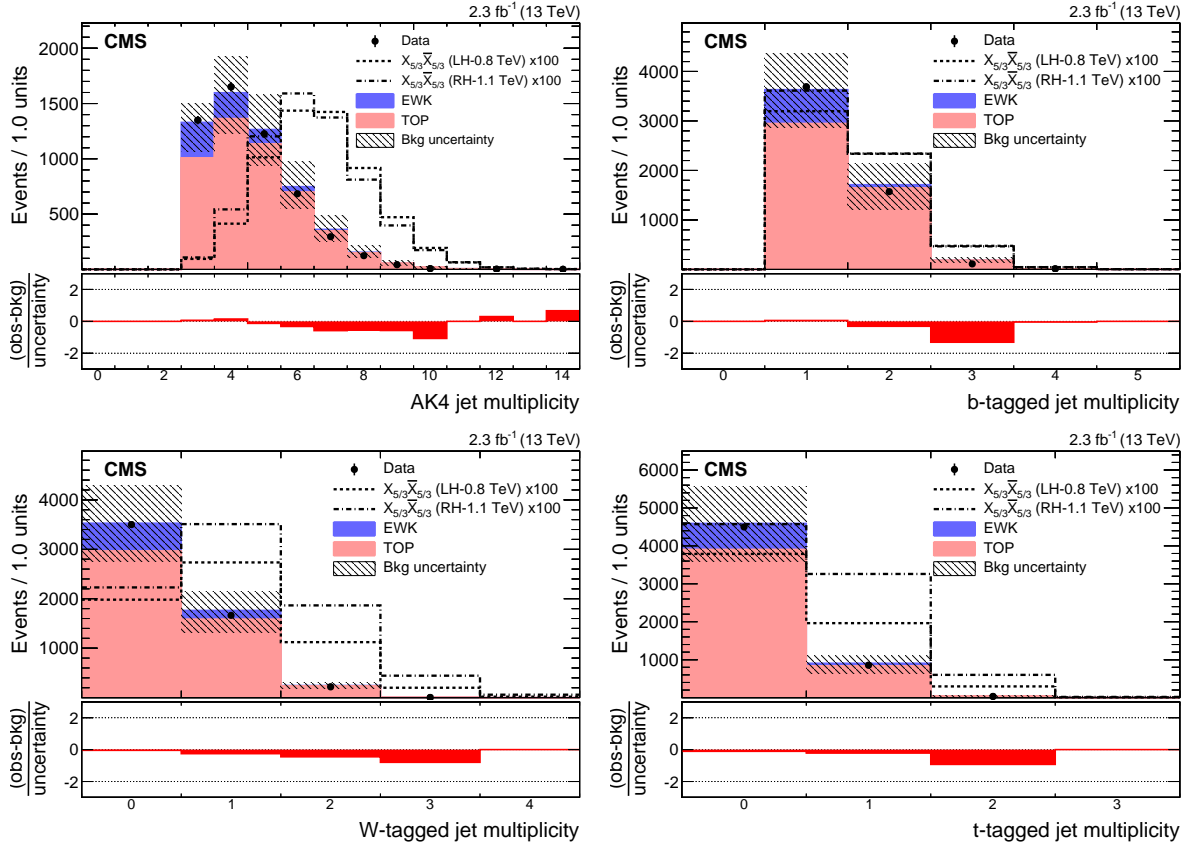 2.3 fb⁻¹ (13 TeV)
CMS
Data
X5/3X̅5/3 (LH-0.8 TeV) x100
X5/3X̅5/3 (RH-1.1 TeV) x100
EWK
TOP
Bkg uncertainty
Events / 1.0 units
2000
1500
1000
500
(obs-bkg)
uncertainty
2
0
-2
0 2 4 6 8 10 12 14
AK4 jet multiplicity
2.3 fb⁻¹ (13 TeV)
CMS
Data
X5/3X̅5/3 (LH-0.8 TeV) x100
X5/3X̅5/3 (RH-1.1 TeV) x100
EWK
TOP
Bkg uncertainty
Events / 1.0 units
4000
3000
2000
1000
(obs-bkg)
uncertainty
2
0
-2
0 1 2 3 4 5
b-tagged jet multiplicity
2.3 fb⁻¹ (13 TeV)
CMS
Data
X5/3X̅5/3 (LH-0.8 TeV) x100
X5/3X̅5/3 (RH-1.1 TeV) x100
EWK
TOP
Bkg uncertainty
Events / 1.0 units
4000
3000
2000
1000
(obs-bkg)
uncertainty
2
0
-2
0 1 2 3 4
W-tagged jet multiplicity
2.3 fb⁻¹ (13 TeV)
CMS
Data
X5/3X̅5/3 (LH-0.8 TeV) x100
X5/3X̅5/3 (RH-1.1 TeV) x100
EWK
TOP
Bkg uncertainty
Events / 1.0 units
6000
5000
4000
3000
2000
1000
(obs-bkg)
uncertainty
2
0
-2
0 1 2 3
t-tagged jet multiplicity